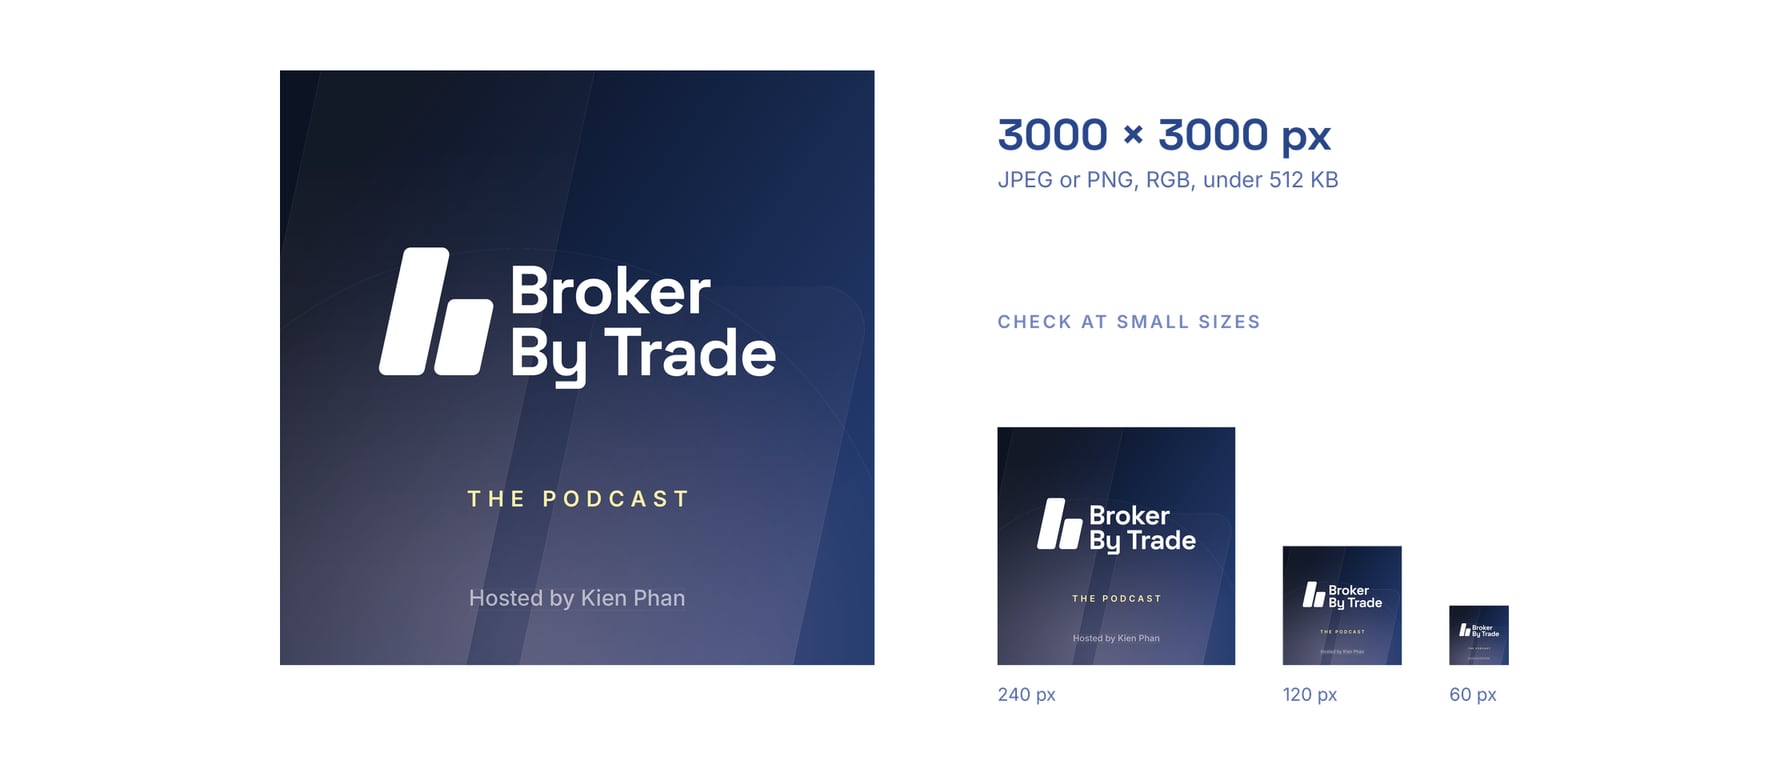 Broker
By Trade
THE PODCAST
Hosted by Kien Phan
3000 × 3000 px
JPEG or PNG, RGB, under 512 KB
CHECK AT SMALL SIZES
Broker
By Trade
THE PODCAST
Hosted by Kien Phan
240 px
Broker
By Trade
THE PODCAST
Hosted by Kien Phan
120 px
Broker
By Trade
THE PODCAST
60 px